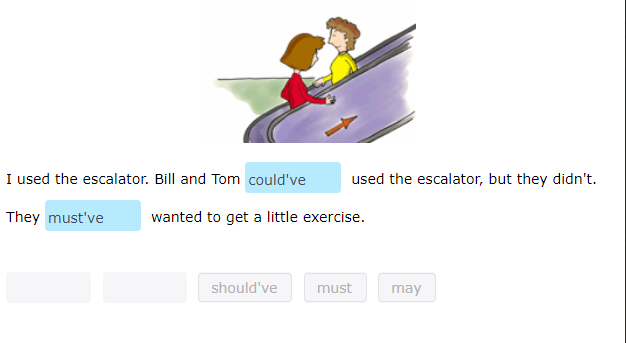 I used the escalator. Bill and Tom could've used the escalator, but they didn't.
They must've wanted to get a little exercise.
should've must may